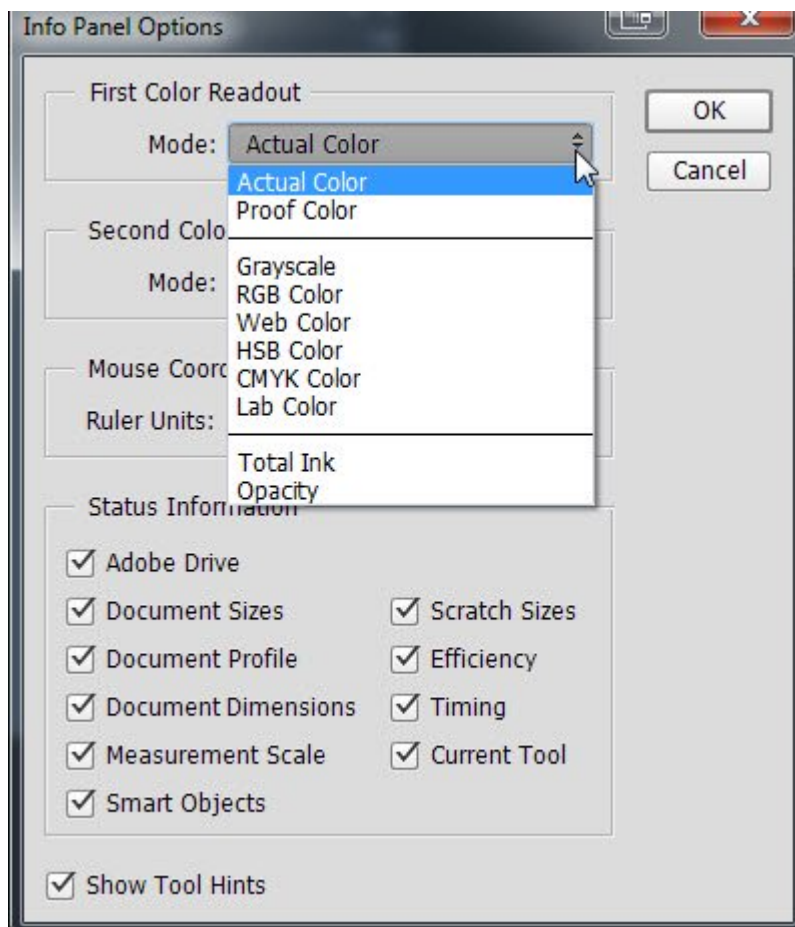 Info Panel Options
First Color Readout
OK
Mode: Actual Color
Cancel
Actual Color
Proof Color
Second Colo
Grayscale
Mode:
RGB Color
Web Color
HSB Color
Mouse Coord
CMYK Color
Lab Color
Ruler Units:
Total Ink
Opacity
Status Information
Adobe Drive
Document Sizes
Scratch Sizes
Document Profile
Efficiency
Document Dimensions
Timing
Measurement Scale
Current Tool
Smart Objects
Show Tool Hints